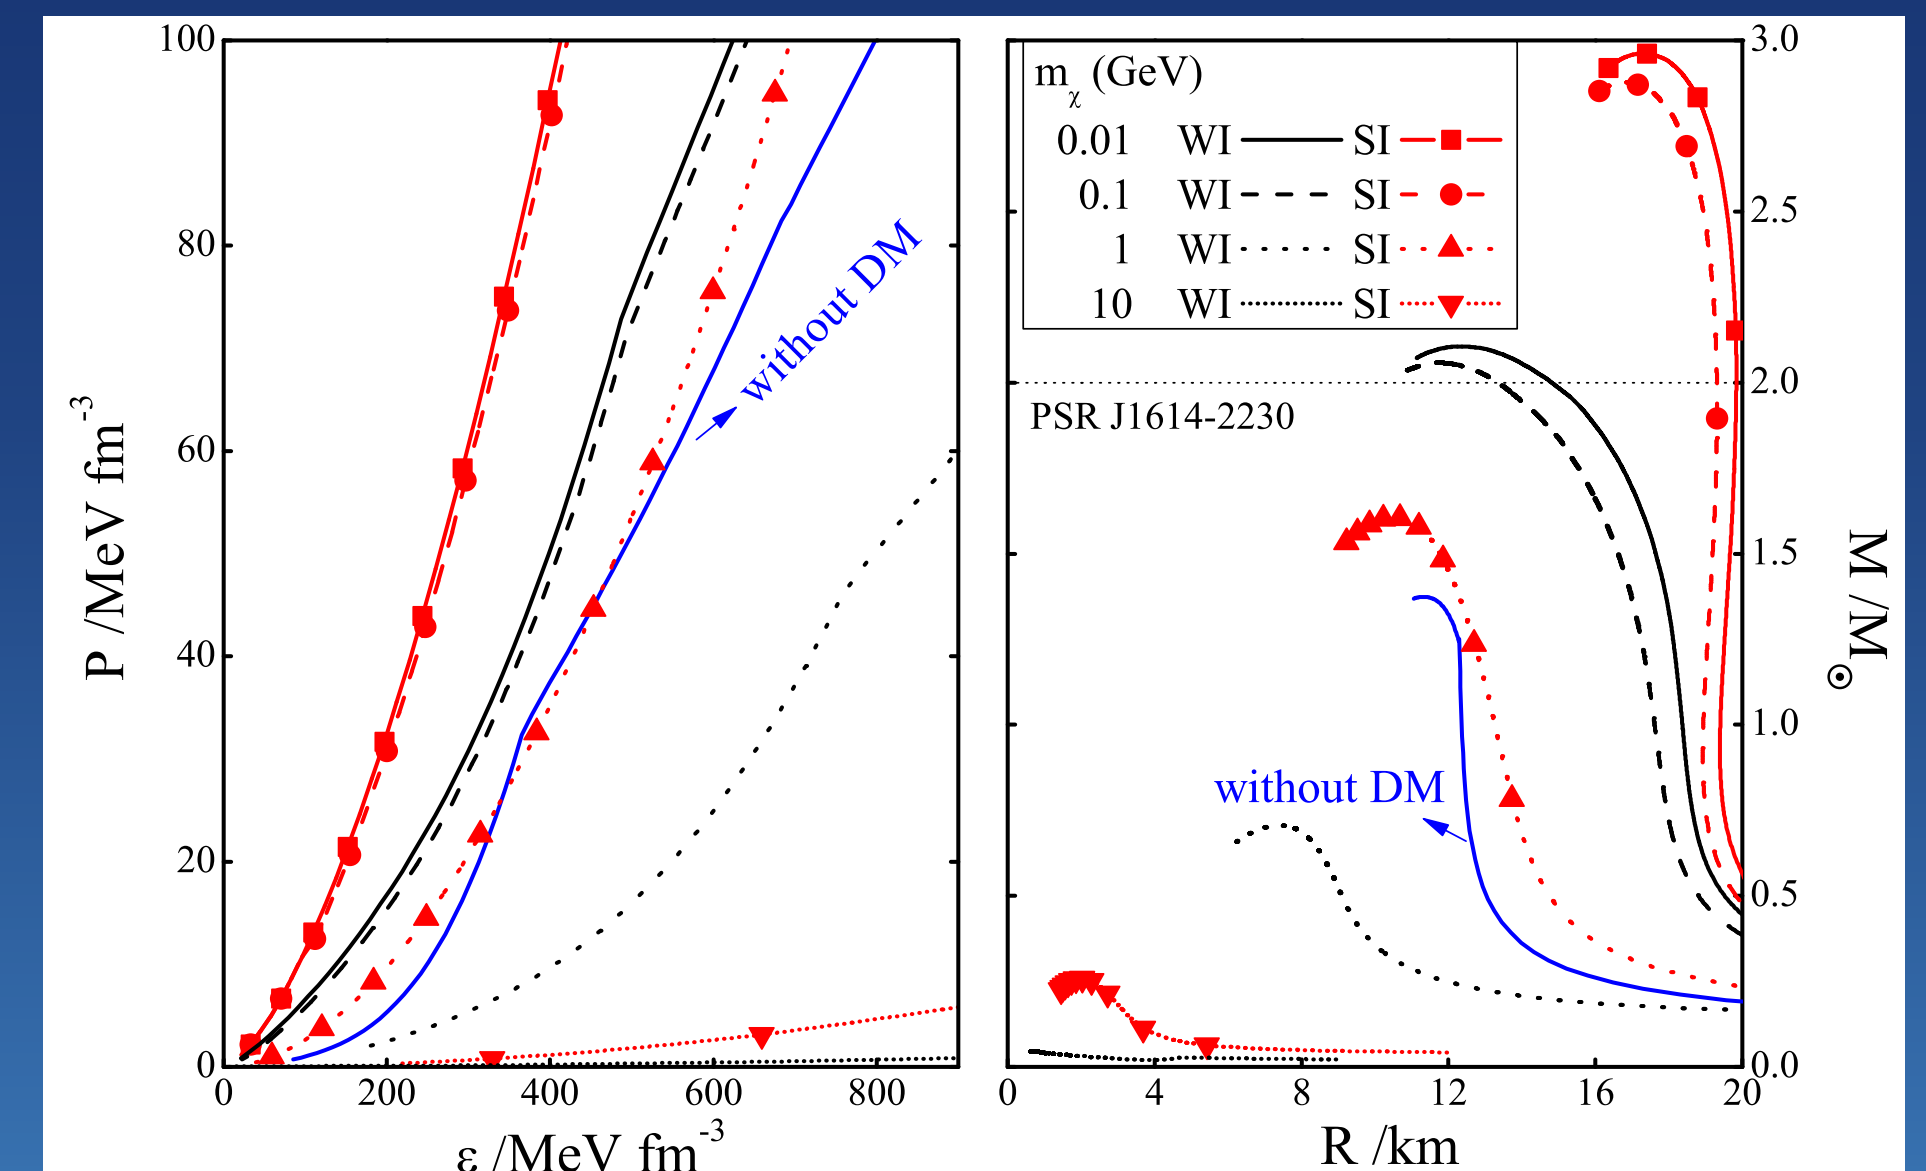 100
80
60
40
20
0
P /MeV fm-3
0 200 400 600 800
ε /MeV fm-3
without DM
mχ (GeV)
0.01 WI SI
0.1 WI SI
1 WI SI
10 WI SI
PSR J1614-2230
without DM
3.0
2.5
2.0
1.5
1.0
0.5
0.0
M /M⊙
0 4 8 12 16 20
R /km